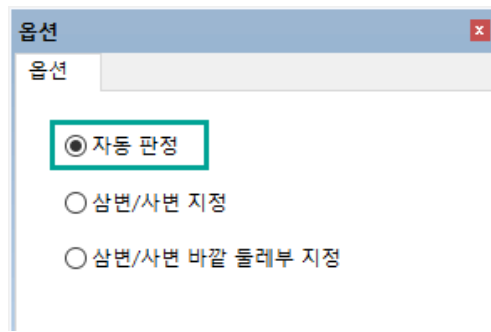 옵션
옵션
자동 판정
삼변/사변 지정
삼변/사변 바깥 둘레부 지정